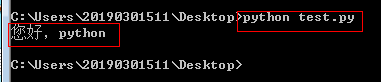 C:\Users\20190301511\Desktop>python test.py
您好, python
C:\Users\20190301511\Desktop>